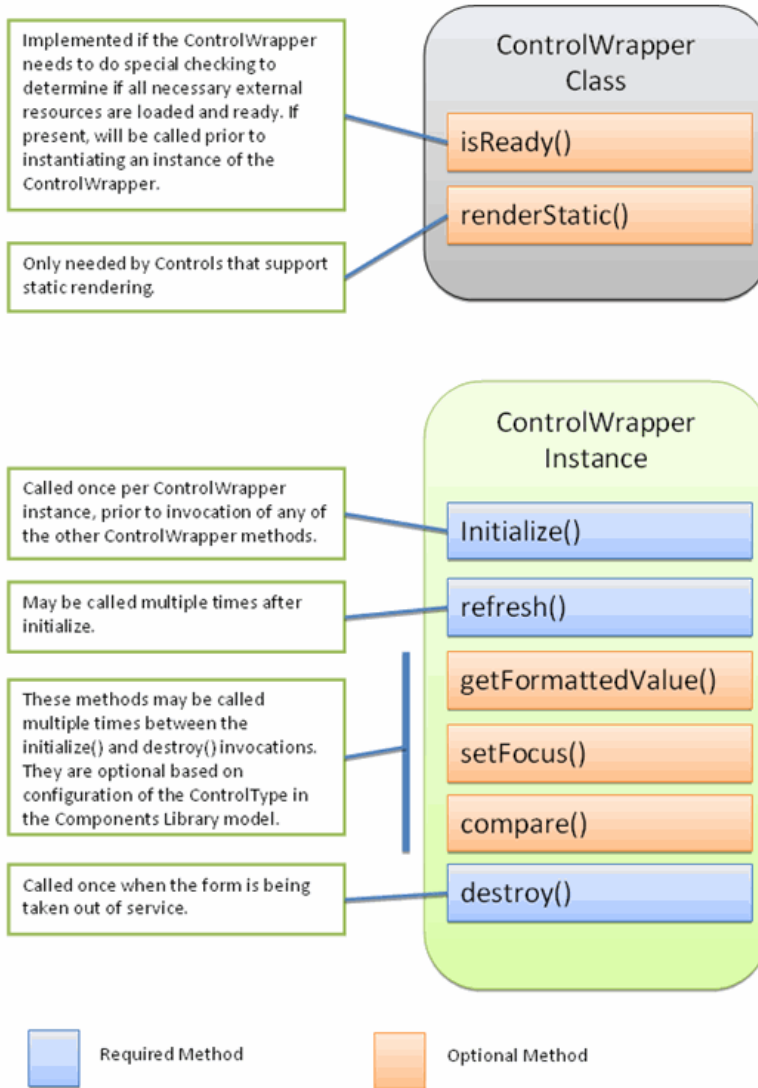 Implemented if the ControlWrapper
needs to do special checking to
determine if all necessary external
resources are loaded and ready. If
present, will be called prior to
instantiating an instance of the
ControlWrapper.
Only needed by Controls that support
static rendering.
ControlWrapper
Class
isReady()
renderStatic()
Called once per ControlWrapper
instance, prior to invocation of any of
the other ControlWrapper methods.
May be called multiple times after
initialize.
These methods may be called
multiple times between the
initialize() and destroy() invocations.
They are optional based on
configuration of the ControlType in
the Components Library model.
Called once when the form is being
taken out of service.
ControlWrapper
Instance
Initialize()
refresh()
getFormattedValue()
setFocus()
compare()
destroy()
Required Method
Optional Method